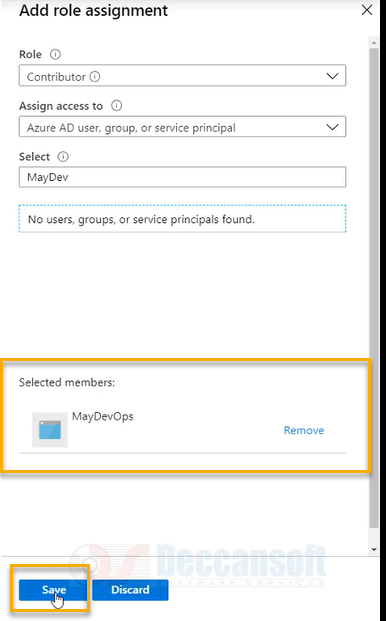 Add role assignment
Role
Contributor
Assign access to
Azure AD user, group, or service principal
Select
MayDev
No users, groups, or service principals found.
Selected members:
MayDevOps
Remove
Deccansoft
SOFTWARE SERVICES
Save
Discard